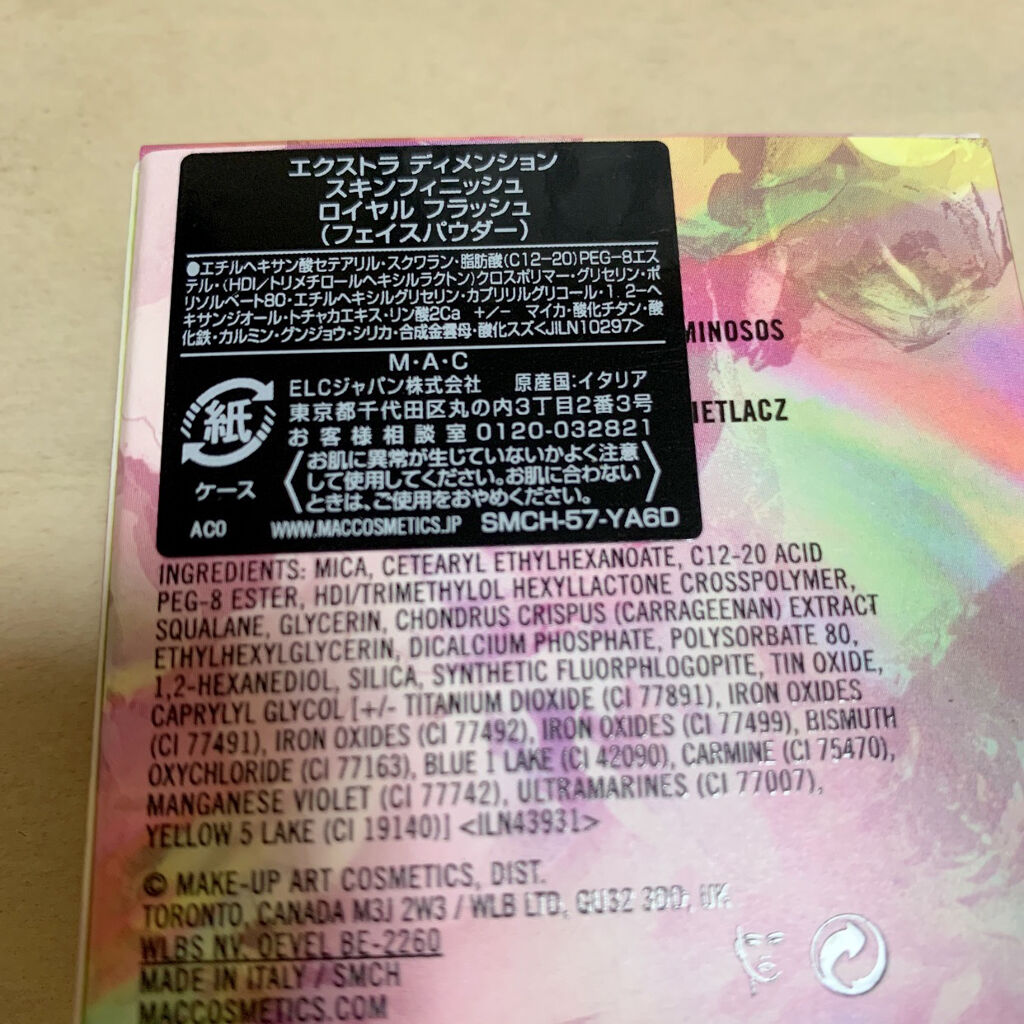 エクストラ ディメンション
スキンフィニッシュ
ロイヤル フラッシュ
(フェイスパウダー)
●エチルヘキサン酸セテアリル・スクワラン・脂肪酸(C12-20)PEG-8エス
テル・(HDI/トリメチロールヘキシルラクトン)クロスポリマー・グリセリン・ポ
リソルベート80・エチルヘキシルグリセリン・カプリリルグリコール・1,2-ヘ
キサンジオール・トチャカエキス・リン酸2Ca +/- マイカ・酸化チタン・酸
化鉄・カルミン・グンジョウ・シリカ・合成金雲母・酸化スズ<JILN10297>
M・A・C
ELCジャパン株式会社 原産国:イタリア
東京都千代田区丸の内3丁目2番3号
お客様相談室 0120-032821
お肌に異常が生じていないかよく注意
して使用してください。お肌に合わない
ときは、ご使用をおやめください。
紙
ケース
AC0 WWW.MACCOSMETICS.JP SMCH-57-YA6D
MINOSOS
IETLACZ
INGREDIENTS: MICA, CETEARYL ETHYLHEXANOATE, C12-20 ACID
PEG-8 ESTER, HDI/TRIMETHYLOL HEXYLLACTONE CROSSPOLYMER,
SQUALANE, GLYCERIN, CHONDRUS CRISPUS (CARRAGEENAN) EXTRACT
ETHYLHEXYLGLYCERIN, DICALCIUM PHOSPHATE, POLYSORBATE 80,
1,2-HEXANEDIOL, SILICA, SYNTHETIC FLUORPHLOGOPITE, TIN OXIDE,
CAPRYLYL GLYCOL [+/- TITANIUM DIOXIDE (CI 77891), IRON OXIDES
(CI 77491), IRON OXIDES (CI 77492), IRON OXIDES (CI 77499), BISMUTH
OXYCHLORIDE (CI 77163), BLUE 1 LAKE (CI 42090), CARMINE (CI 75470),
MANGANESE VIOLET (CI 77742), ULTRAMARINES (CI 77007),
YELLOW 5 LAKE (CI 19140)] <ILN43931>
© MAKE-UP ART COSMETICS, DIST.
TORONTO, CANADA M3J 2W3 / WLB LTD, GU32 3DD, UK
WLBS NV. OEVEL BE-2260
MADE IN ITALY / SMCH
MACCOSMETICS.COM